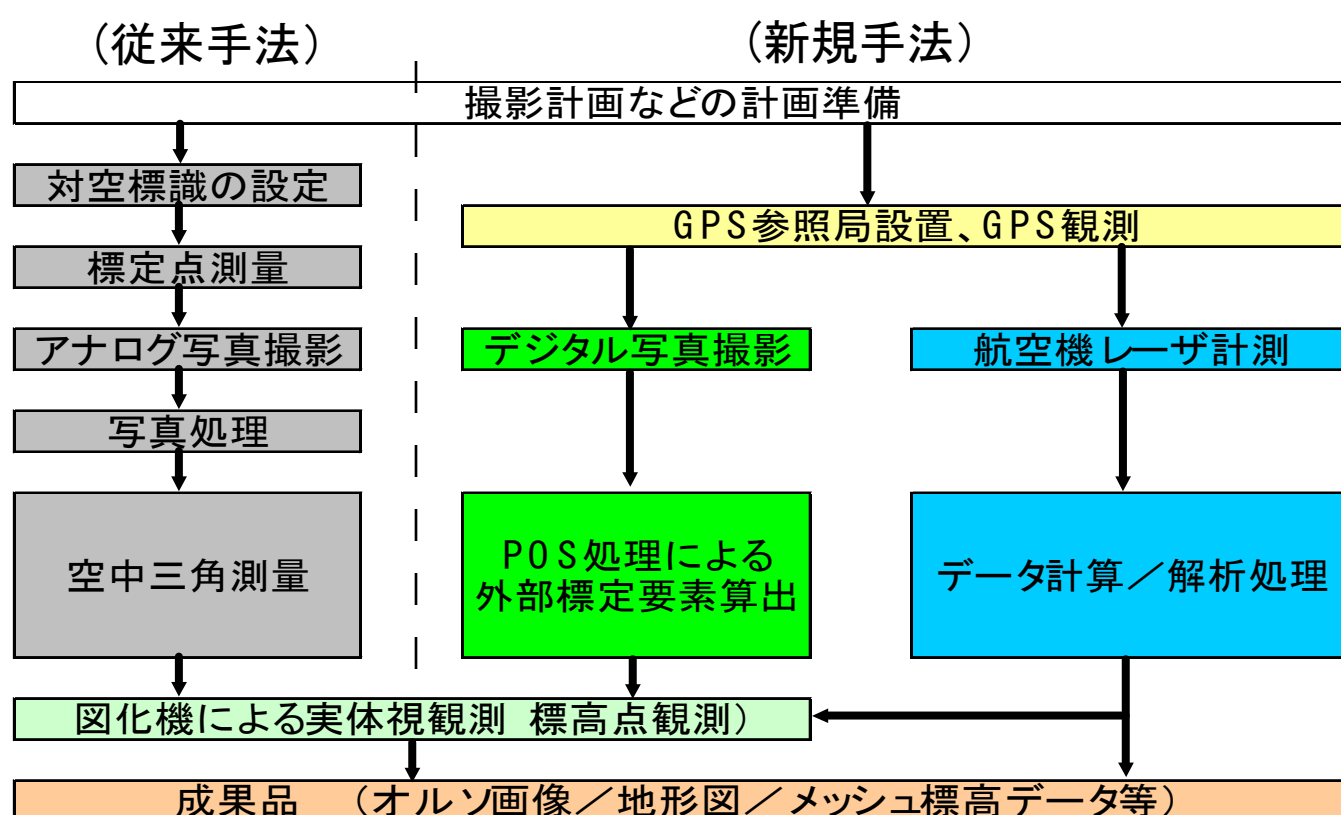 （従来手法）
（新規手法）
撮影計画などの計画準備
対空標識の設定
標定点測量
アナログ写真撮影
写真処理
空中三角測量
GPS参照局設置、GPS観測
デジタル写真撮影
POS処理による
外部標定要素算出
航空機レーザ計測
データ計算／解析処理
図化機による実体視観測 標高点観測）
成果品　（オルソ画像／地形図／メッシュ標高データ等）